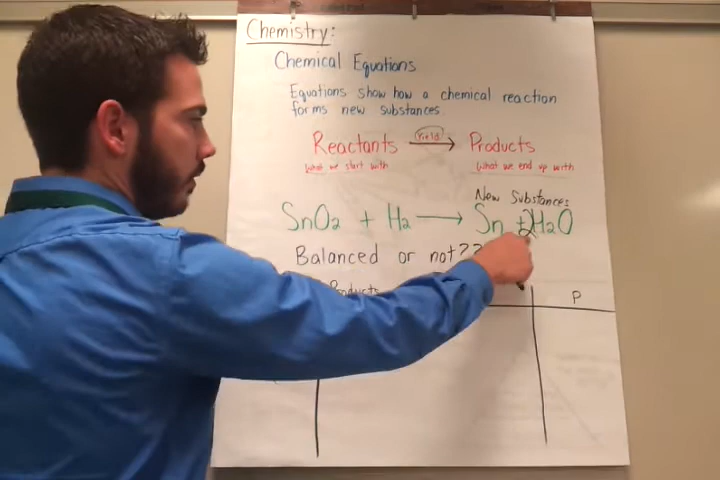 Chemistry:
Chemical Equations
Equations show how a chemical reaction
forms new substances
Reactants yield → Products
What we start with What we end up with
New Substances
SnO₂ + H₂ → Sn + 2H₂O
Balanced or not??
Products
P